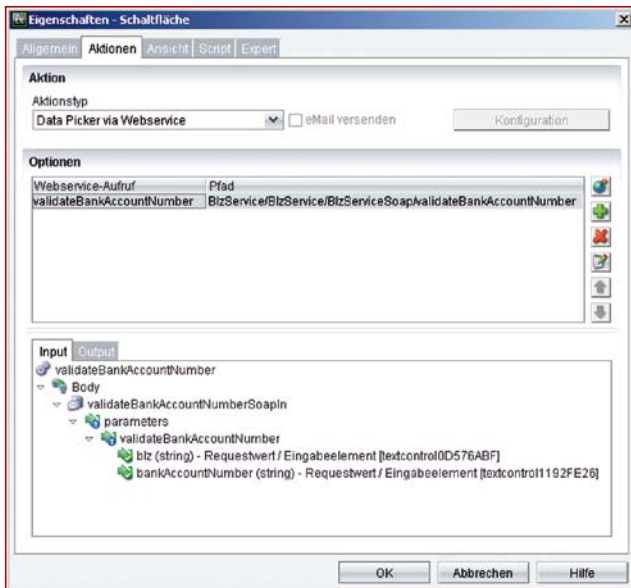 Eigenschaften - Schaltfläche
Allgemein Aktionen Ansicht Script Expert
Aktion
Aktionstyp
Data Picker via Webservice eMail versenden Konfiguration
Optionen
Webservice-Aufruf Pfad
validateBankAccountNumber BlzService/BlzService/BlzServiceSoap/validateBankAccountNumber
Input Output
validateBankAccountNumber
Body
validateBankAccountNumberSoapIn
parameters
validateBankAccountNumber
blz (string) - Requestwert / Eingabeelement [textcontrol0D576ABF]
bankAccountNumber (string) - Requestwert / Eingabeelement [textcontrol1192FE26]
OK Abbrechen Hilfe